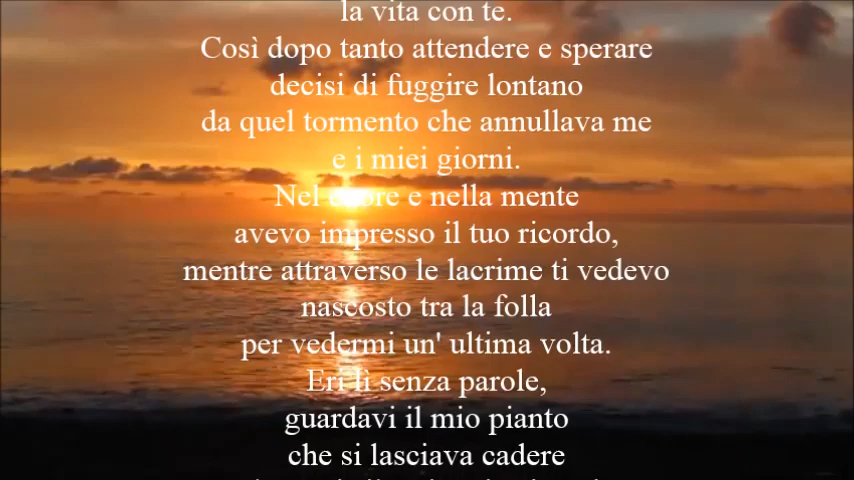 la vita con te.
Così dopo tanto attendere e sperare
decisi di fuggire lontano
da quel tormento che annullava me
e i miei giorni.
Nel cuore e nella mente
avevo impresso il tuo ricordo,
mentre attraverso le lacrime ti vedevo
nascosto tra la folla
per vedermi un' ultima volta.
Eri lì senza parole,
guardavi il mio pianto
che si lasciava cadere